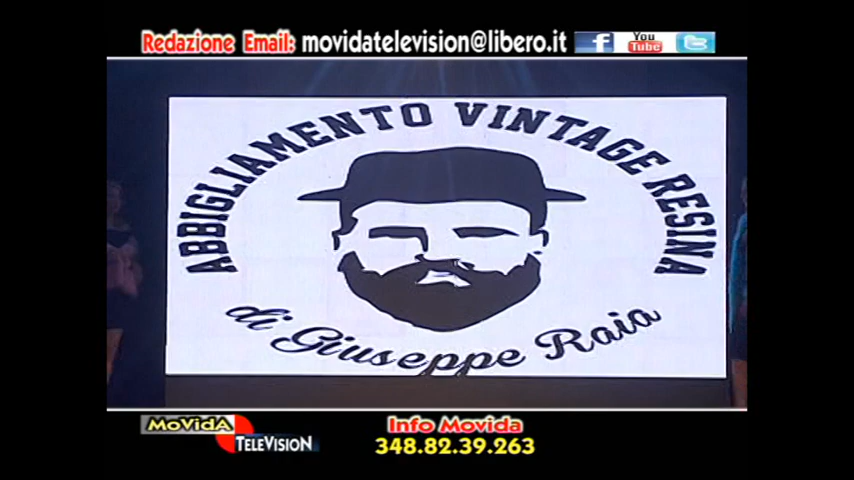 Redazione Email: movidatelevision@libero.it f You Tube t
ABBIGLIAMENTO VINTAGE RESINA
di Giuseppe Raia
MoVidA
TELEVISION
Info Movida
348.82.39.263